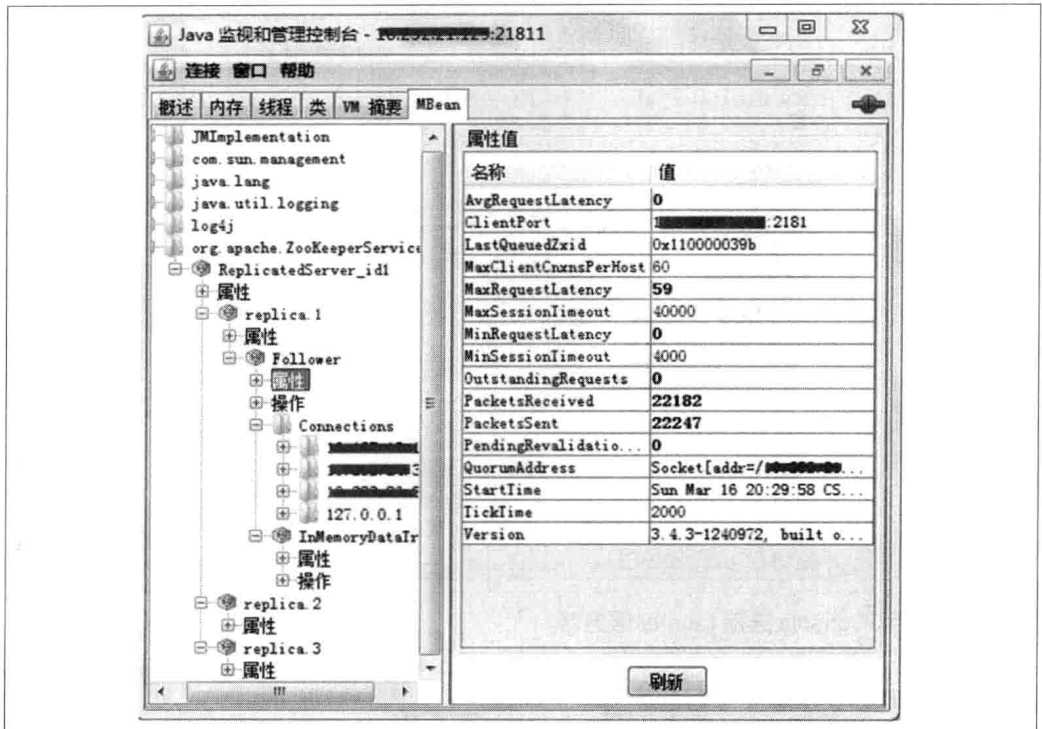 Java 监视和管理控制台 - :21811
连接 窗口 帮助
概述 内存 线程 类 VM 摘要 MBean
JMImplementation
com.sun.management
java.lang
java.util.logging
log4j
org.apache.ZooKeeperService
ReplicatedServer_id1
属性
replica.1
属性
Follower
属性
操作
Connections
3
127.0.0.1
InMemoryDataTr
属性
操作
replica.2
属性
replica.3
属性
属性值
名称 值
AvgRequestLatency 0
ClientPort 1 :2181
LastQueuedZxid 0x110000039b
MaxClientCnxnsPerHost 60
MaxRequestLatency 59
MaxSessionTimeout 40000
MinRequestLatency 0
MinSessionTimeout 4000
OutstandingRequests 0
PacketsReceived 22182
PacketsSent 22247
PendingRevalidatio... 0
QuorumAddress Socket[addr=/ ...
StartTime Sun Mar 16 20:29:58 CS...
TickTime 2000
Version 3.4.3-1240972, built o...
刷新